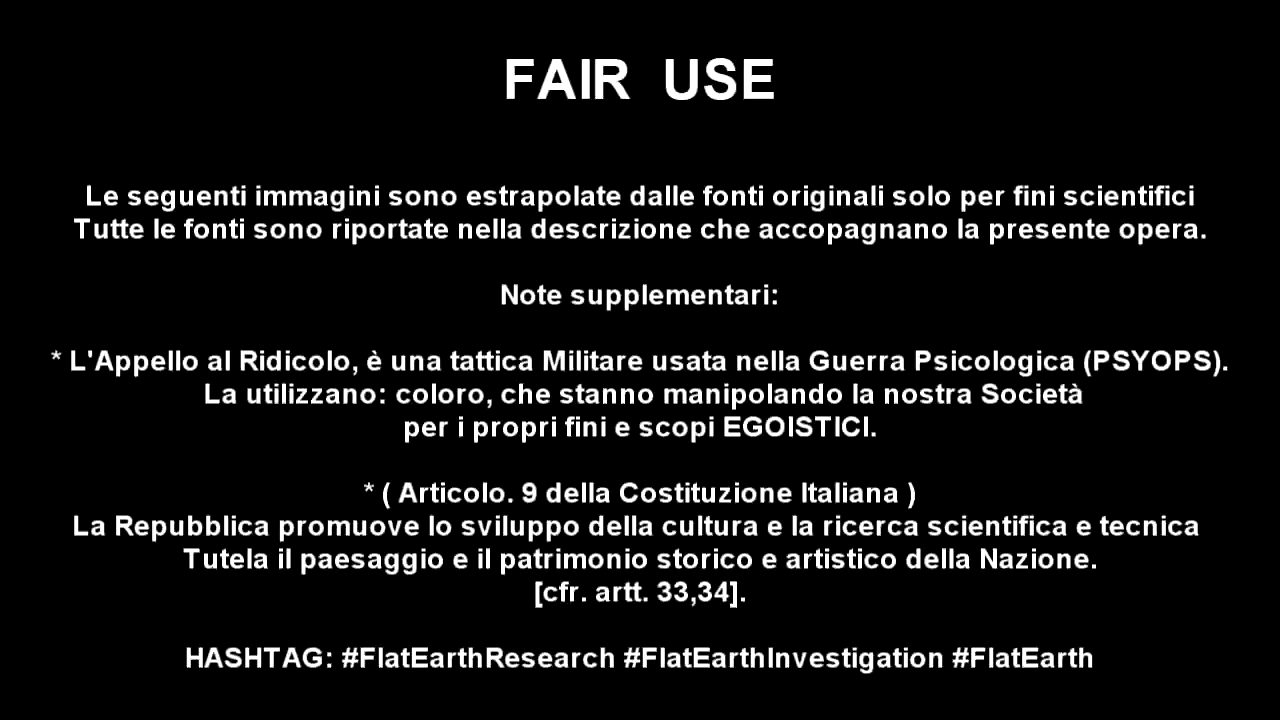 FAIR USE
Le seguenti immagini sono estrapolate dalle fonti originali solo per fini scientifici
Tutte le fonti sono riportate nella descrizione che accopagnano la presente opera.
Note supplementari:
* L'Appello al Ridicolo, è una tattica Militare usata nella Guerra Psicologica (PSYOPS).
La utilizzano: coloro, che stanno manipolando la nostra Società
per i propri fini e scopi EGOISTICI.
* ( Articolo. 9 della Costituzione Italiana )
La Repubblica promuove lo sviluppo della cultura e la ricerca scientifica e tecnica
Tutela il paesaggio e il patrimonio storico e artistico della Nazione.
[cfr. artt. 33,34].
HASHTAG: #FlatEarthResearch #FlatEarthInvestigation #FlatEarth